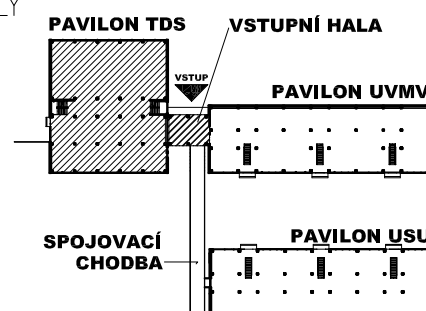 PAVILON TDS
VSTUPNÍ HALA
VSTUP
PAVILON UVMV
SPOJOVACÍ
CHODBA
PAVILON USU